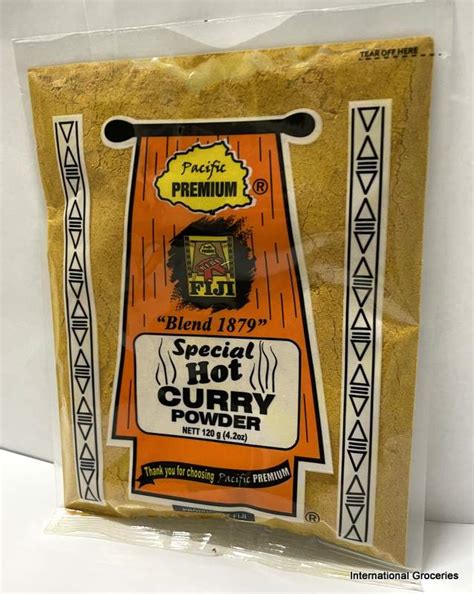 TEAR OFF HERE
Pacific
PREMIUM ®
FIJI
"Blend 1879"
Special
Hot
CURRY
POWDER
NETT 120 g (4.2oz)
Thank you for choosing Pacific PREMIUM
FIJI
®
International Groceries